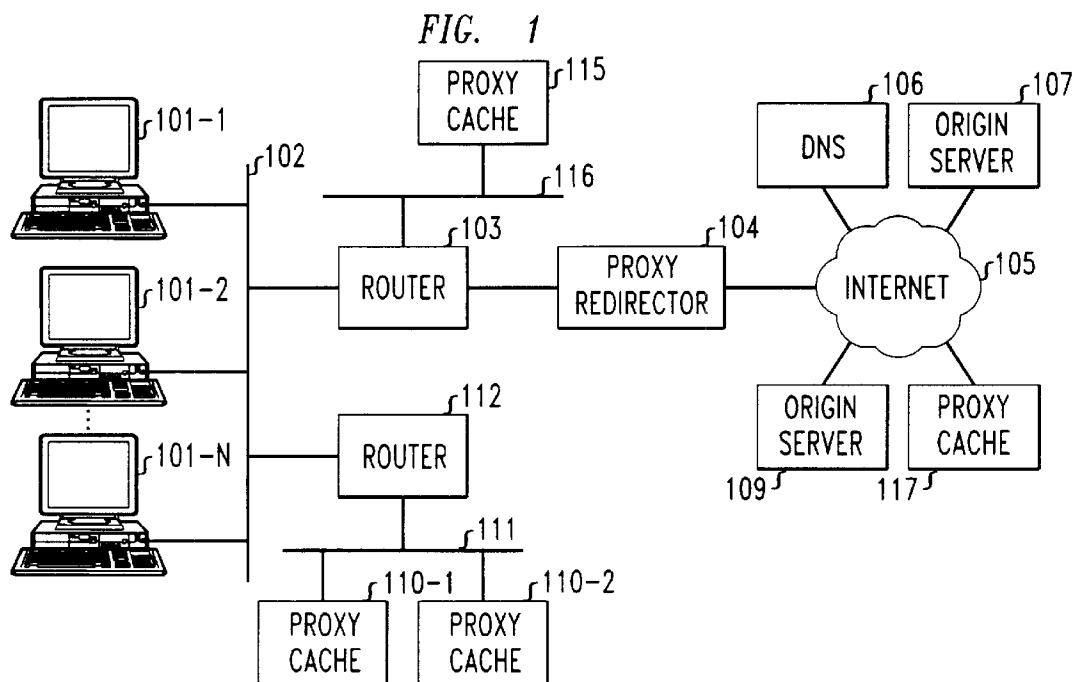 FIG. 1
PROXY
CACHE
115
101-1
102
116
103
ROUTER
104
PROXY
REDIRECTOR
106
DNS
107
ORIGIN
SERVER
INTERNET
105
101-2
112
ROUTER
ORIGIN
SERVER
109
PROXY
CACHE
117
101-N
111
110-1
PROXY
CACHE
110-2
PROXY
CACHE